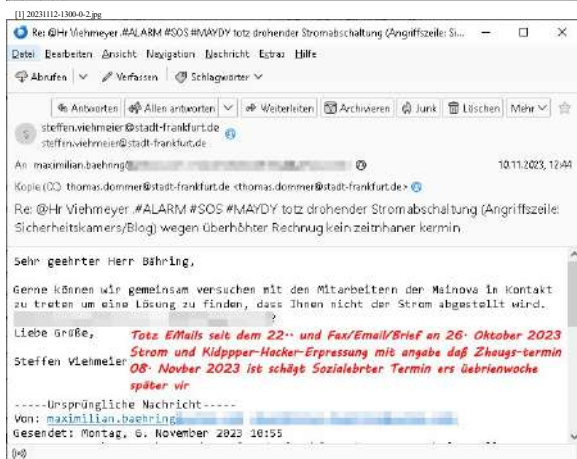 [1] 20231112-1300-0-2.jpg
Re: @Hr Viehmeyer .#ALARM #SOS #MAYDY totz drohender Stromabschaltung (Angriffszeile: Si...
Datei Bearbeiten Ansicht Navigation Nachricht Extras Hilfe
Abrufen Verfassen Schlagwörter
Antworten Allen antworten Weiterleiten Archivieren Junk Löschen Mehr
S steffen.viehmeier@stadt-frankfurt.de
steffen.viehmeier@stadt-frankfurt.de
An maximilian.baehring@ 10.11.2023, 12:44
Kopie (CC) thomas.dommer@stadt-frankfurt.de <thomas.dommer@stadt-frankfurt.de>
Re: @Hr Viehmeyer .#ALARM #SOS #MAYDY totz drohender Stromabschaltung (Angriffszeile:
Sicherheitskamers/Blog) wegen überhöhter Rechnug kein zeitnhaner kermin
Sehr geehrter Herr Bähring,
Gerne können wir gemeinsam versuchen mit den Mitarbeitern der Mainova in Kontakt
zu treten um eine Lösung zu finden, dass Ihnen nicht der Strom abgestellt wird.
?
Liebe Grüße,
Steffen Viehmeier
Totz EMails seit dem 22·· und Fax/Email/Brief an 26· Oktober 2023
Strom und Kidppper-Hacker-Erpressung mit angabe daß Zhaugs-termin
08· Novber 2023 ist schägt Sozialebrter Termin ers üebrienwoche
später vir
-----Ursprüngliche Nachricht-----
Von: maximilian.baehring@
Gesendet: Montag, 6. November 2023 10:55